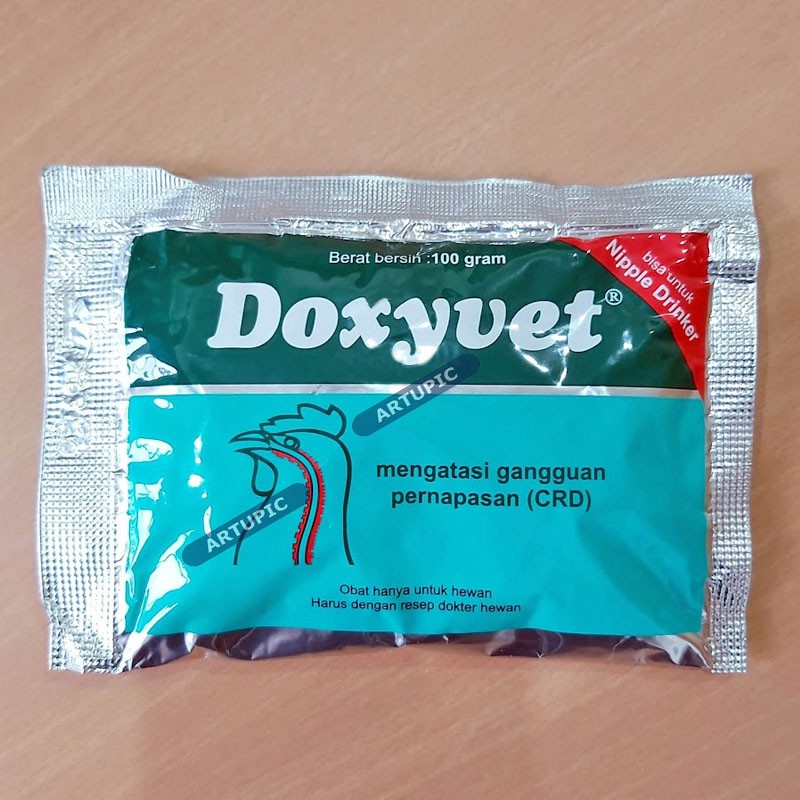 Berat bersih :100 gram
bisa untuk
Nipple Drinker
Doxyvet®
ARTUPIC
mengatasi gangguan
pernapasan (CRD)
ARTUPIC
Obat hanya untuk hewan
Harus dengan resep dokter hewan